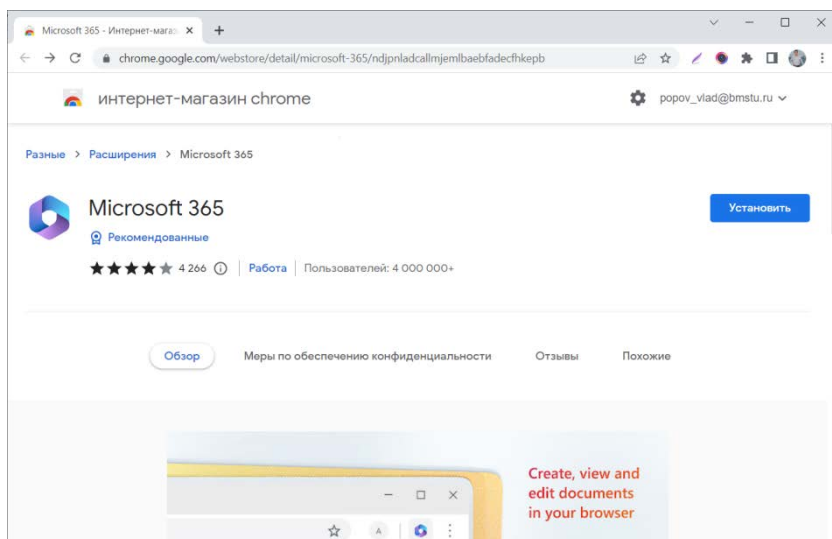 Microsoft 365 - Интернет-мага
chrome.google.com/webstore/detail/microsoft-365/ndjpnladcallmjemlbaebfadecfhkepb
интернет-магазин chrome
popov_vlad@bmstu.ru
Разные > Расширения > Microsoft 365
Microsoft 365
Установить
Рекомендованные
4 266
Работа
Пользователей: 4 000 000+
Обзор
Меры по обеспечению конфиденциальности
Отзывы
Похожие
Create, view and
edit documents
in your browser
A